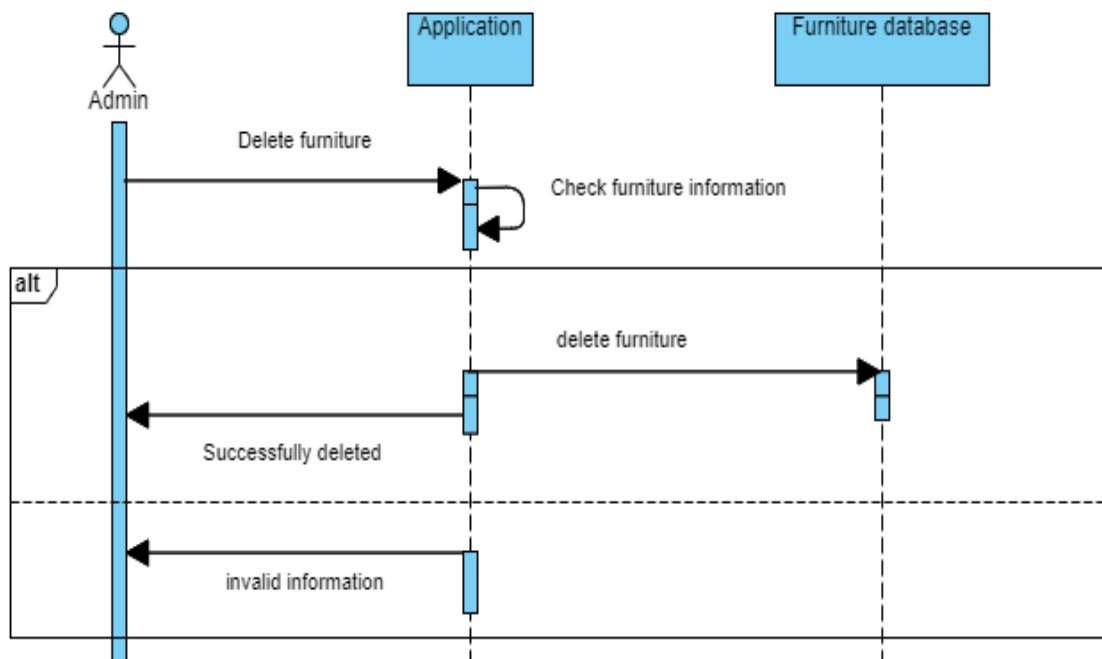 Application
Furniture database
Admin
Delete furniture
Check furniture information
alt
delete furniture
Successfully deleted
invalid information